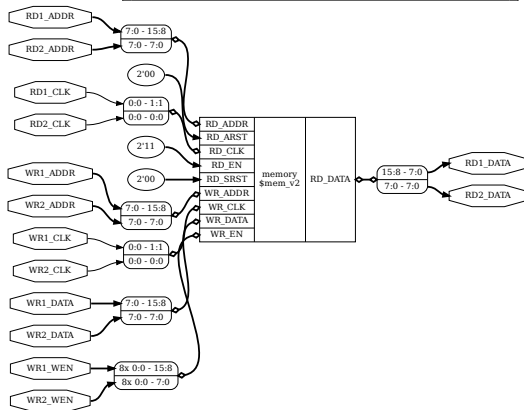 RD1_ADDR
RD2_ADDR
7:0 - 15:8
7:0 - 7:0
2'00
RD1_CLK
RD2_CLK
0:0 - 1:1
0:0 - 0:0
2'11
2'00
WR1_ADDR
WR2_ADDR
7:0 - 15:8
7:0 - 7:0
WR1_CLK
WR2_CLK
0:0 - 1:1
0:0 - 0:0
WR1_DATA
WR2_DATA
7:0 - 15:8
7:0 - 7:0
WR1_WEN
WR2_WEN
8x 0:0 - 15:8
8x 0:0 - 7:0
RD_ADDR
RD_ARST
RD_CLK
RD_EN
RD_SRST
WR_ADDR
WR_CLK
WR_DATA
WR_EN
memory
$mem_v2
RD_DATA
15:8 - 7:0
7:0 - 7:0
RD1_DATA
RD2_DATA